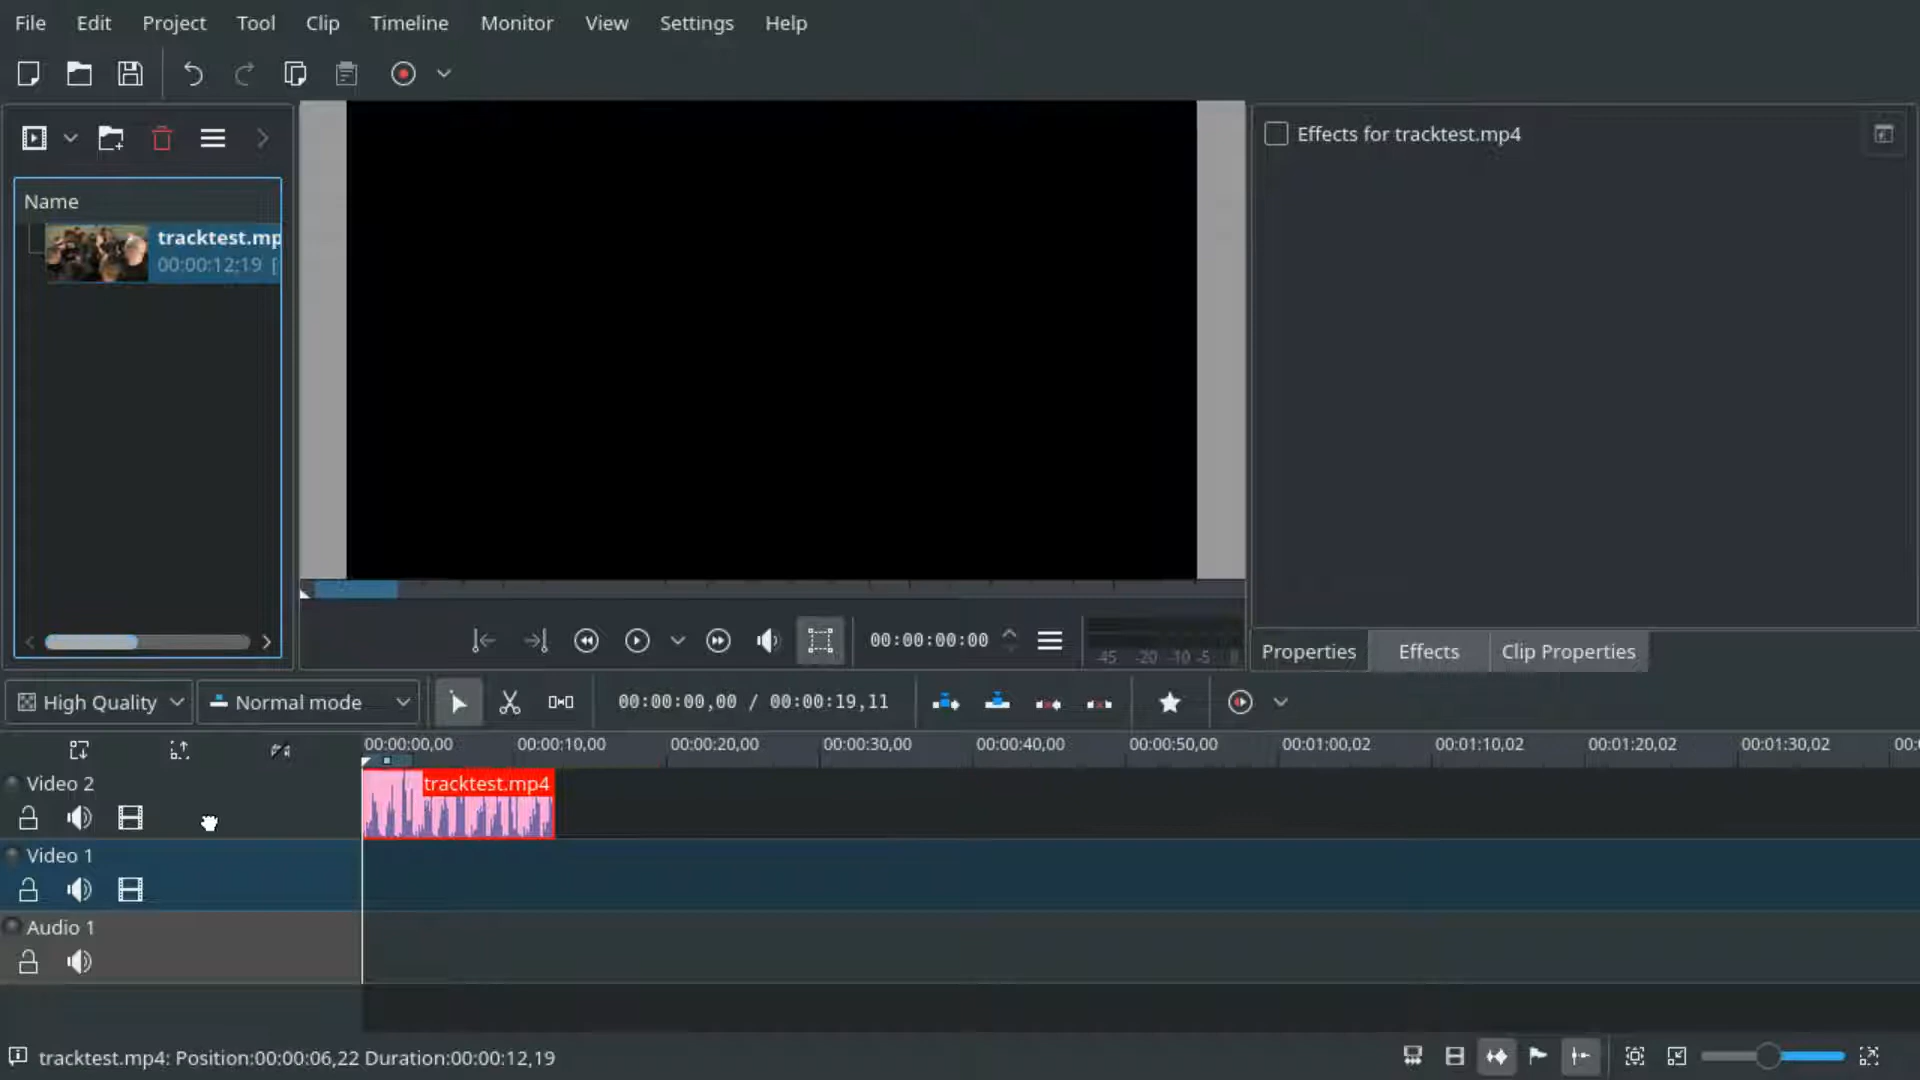 File Edit Project Tool Clip Timeline Monitor View Settings Help
Effects for tracktest.mp4
Name
tracktest.mp
00:00:12:19 [
00:00:00:00
-45 -20 -10 -5 0
Properties Effects Clip Properties
High Quality Normal mode 00:00:00,00 / 00:00:19,11
00:00:00,00 00:00:10,00 00:00:20,00 00:00:30,00 00:00:40,00 00:00:50,00 00:01:00,02 00:01:10,02 00:01:20,02 00:01:30,02 00:0
Video 2
tracktest.mp4
Video 1
Audio 1
tracktest.mp4: Position:00:00:06,22 Duration:00:00:12,19